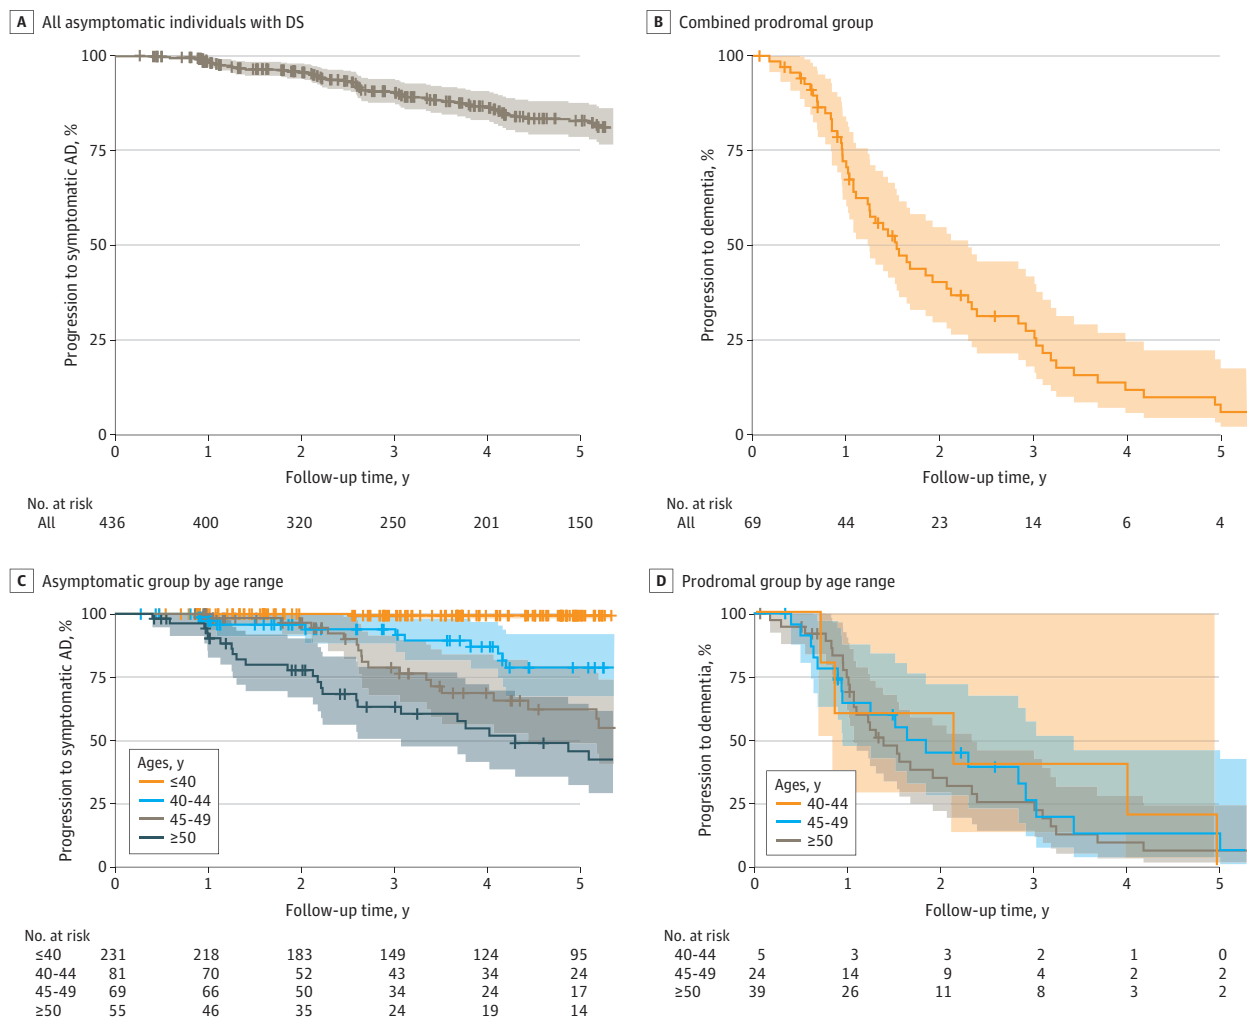 A All asymptomatic individuals with DS
Progression to symptomatic AD, %
100
75
50
25
0
0 1 2 3 4 5
Follow-up time, y
No. at risk
All 436 400 320 250 201 150
B Combined prodromal group
Progression to dementia, %
100
75
50
25
0
0 1 2 3 4 5
Follow-up time, y
No. at risk
All 69 44 23 14 6 4
C Asymptomatic group by age range
Progression to symptomatic AD, %
100
75
50
25
0
Ages, y
≤40
40-44
45-49
≥50
0 1 2 3 4 5
Follow-up time, y
No. at risk
≤40 231 218 183 149 124 95
40-44 81 70 52 43 34 24
45-49 69 66 50 34 24 17
≥50 55 46 35 24 19 14
D Prodromal group by age range
Progression to dementia, %
100
75
50
25
0
Ages, y
40-44
45-49
≥50
0 1 2 3 4 5
Follow-up time, y
No. at risk
40-44 5 3 3 2 1 0
45-49 24 14 9 4 2 2
≥50 39 26 11 8 3 2